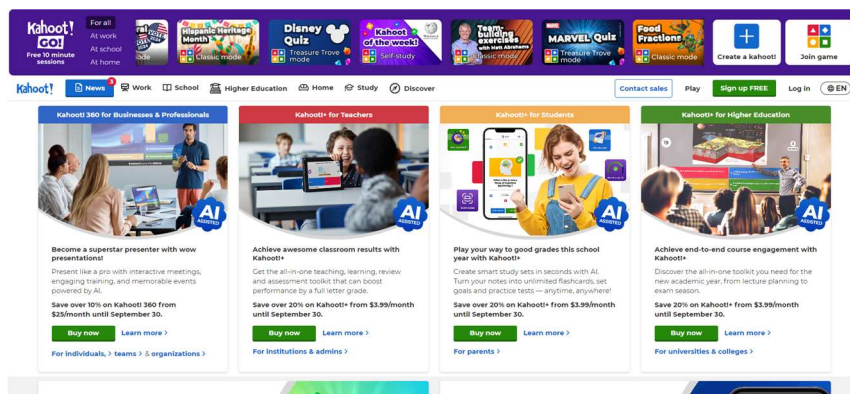 Kahoot!
GO!
Free 10 minute
sessions
For all
At work
At school
At home
Hispanic Heritage
Month
Classic mode
Disney
Quiz
Treasure Trove
mode
Kahoot
of the week!
Self-study
Team-
building
exercises
with Matt Abrahams
Classic mode
MARVEL Quiz
Treasure Trove
mode
Food
Fractions
Classic mode
Create a kahoot!
Join game
Kahoot!
News
3
Work
School
Higher Education
Home
Study
Discover
Contact sales
Play
Sign up FREE
Log in
EN
Kahoot! 360 for Businesses & Professionals
AI
ASSISTED
Become a superstar presenter with wow
presentations!
Present like a pro with interactive meetings,
engaging training, and memorable events
powered by AI.
Save over 10% on Kahoot! 360 from
$25/month until September 30.
Buy now
Learn more >
For individuals, > teams > & organizations >
Kahoot!+ for Teachers
AI
ASSISTED
Achieve awesome classroom results with
Kahoot!+
Get the all-in-one teaching, learning, review
and assessment toolkit that can boost
performance by a full letter grade.
Save over 20% on Kahoot!+ from $3.99/month
until September 30.
Buy now
Learn more >
For institutions & admins >
Kahoot!+ for Students
AI
ASSISTED
Play your way to good grades this school
year with Kahoot!+
Create smart study sets in seconds with AI.
Turn your notes into unlimited flashcards, set
goals and practice tests — anytime, anywhere!
Save over 20% on Kahoot!+ from $3.99/month
until September 30.
Buy now
Learn more >
For parents >
Kahoot!+ for Higher Education
AI
ASSISTED
Achieve end-to-end course engagement with
Kahoot!+
Discover the all-in-one toolkit you need for the
new academic year, from lecture planning to
exam season.
Save 20% on Kahoot!+ from $3.99/month
until September 30.
Buy now
Learn more >
For universities & colleges >